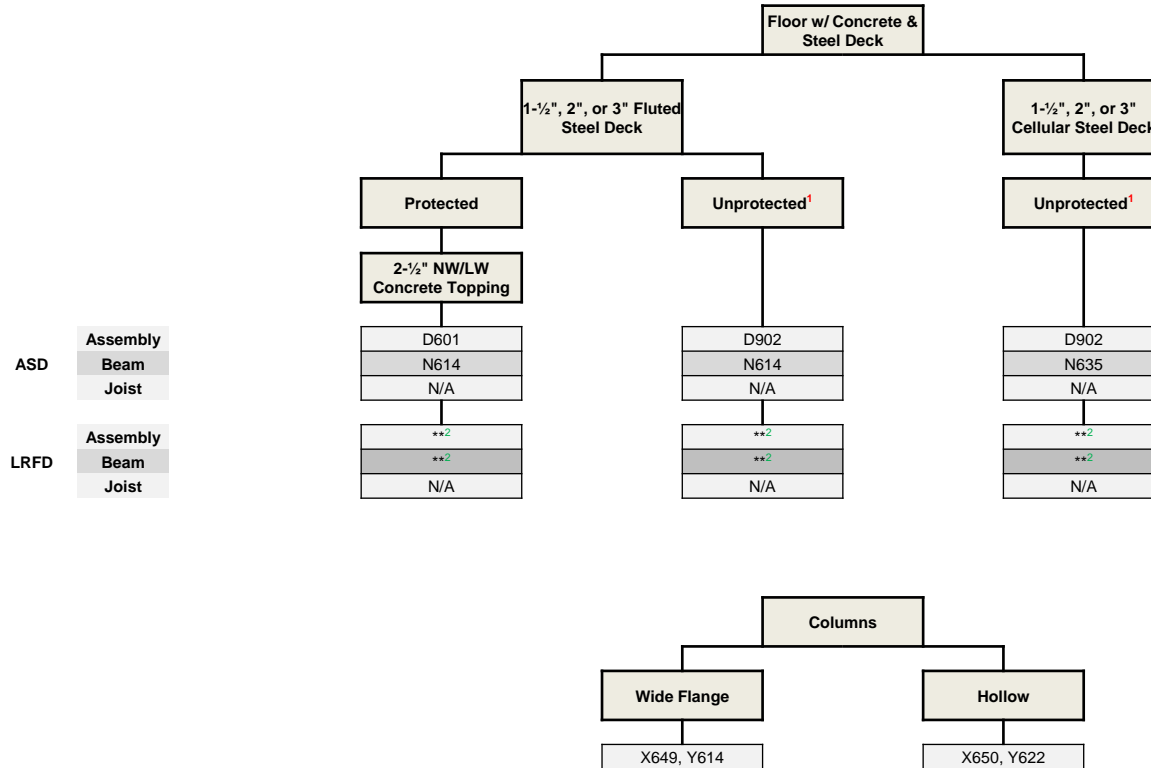 Floor w/ Concrete &
Steel Deck
1-½", 2", or 3" Fluted
Steel Deck
1-½", 2", or 3"
Cellular Steel Deck
Protected
Unprotected1
Unprotected1
2-½" NW/LW
Concrete Topping
ASD
Assembly
D601
D902
D902
Beam
N614
N614
N635
Joist
N/A
N/A
N/A
LRFD
Assembly
**2
**2
**2
Beam
**2
**2
**2
Joist
N/A
N/A
N/A
Columns
Wide Flange
Hollow
X649, Y614
X650, Y622